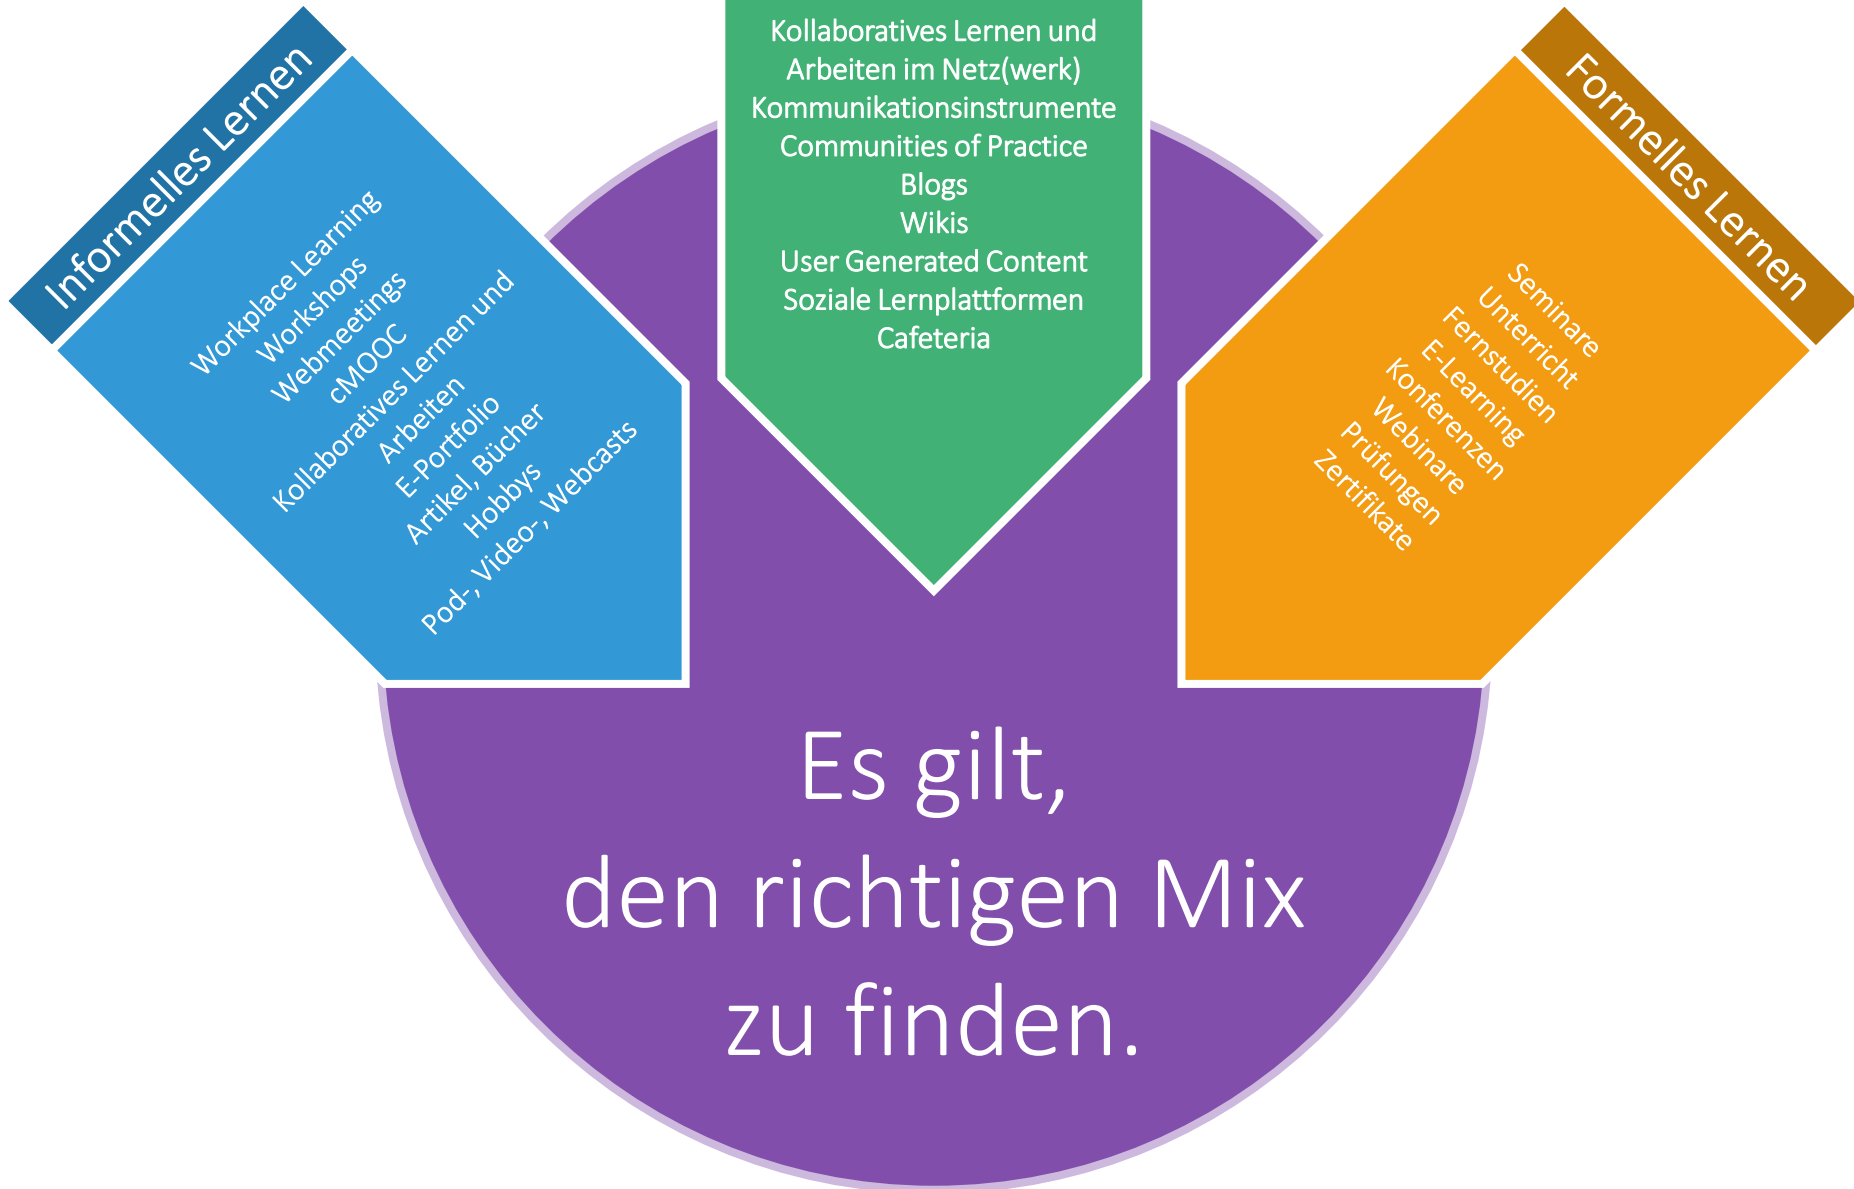 Informelles Lernen
Workplace Learning
Workshops
Webmeetings
cMOOC
Kollaboratives Lernen und
Arbeiten
E-Portfolio
Artikel, Bücher
Hobbys
Pod-, Video-, Webcasts
Kollaboratives Lernen und
Arbeiten im Netz(werk)
Kommunikationsinstrumente
Communities of Practice
Blogs
Wikis
User Generated Content
Soziale Lernplattformen
Cafeteria
Formelles Lernen
Seminare
Unterricht
Fernstudien
E-Learning
Konferenzen
Webinare
Prüfungen
Zertifikate
Es gilt,
den richtigen Mix
zu finden.